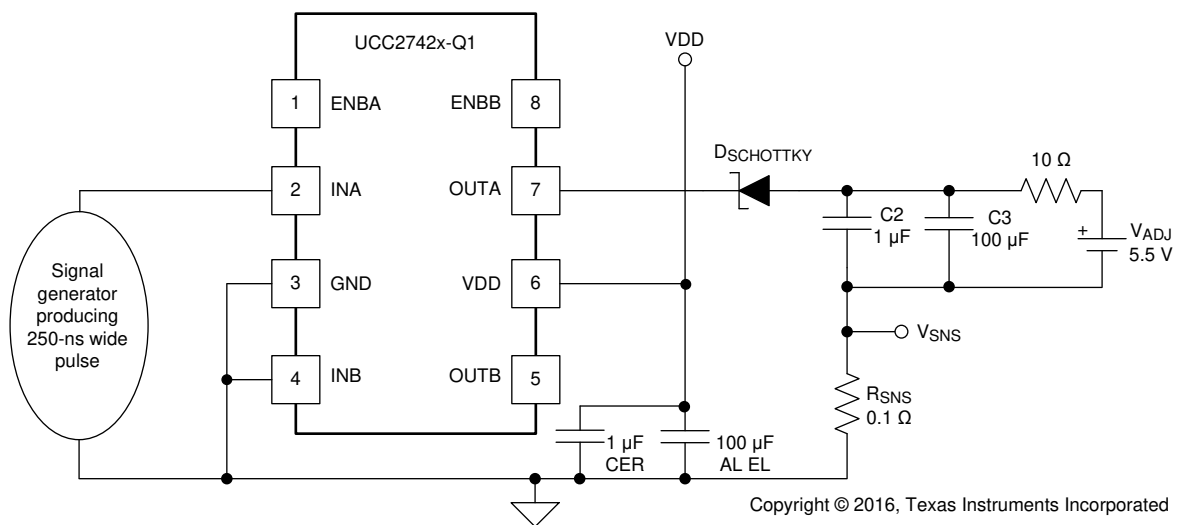 UCC2742x-Q1
VDD
1
ENBA
ENBB
8
2
INA
OUTA
7
3
GND
VDD
6
4
INB
OUTB
5
Signal
generator
producing
250-ns wide
pulse
DSCHOTTKY
10 Ω
C2
1 µF
C3
100 µF
+
VADJ
5.5 V
VSNS
RSNS
0.1 Ω
1 µF
CER
100 µF
AL EL
Copyright © 2016, Texas Instruments Incorporated